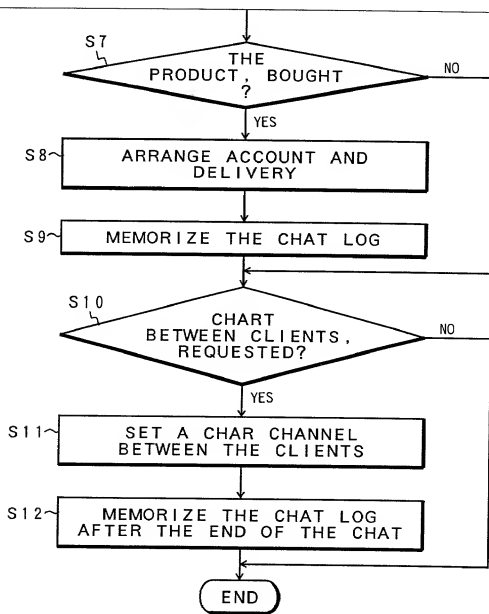 S7
THE
PRODUCT, BOUGHT
?
NO
YES
S8
ARRANGE ACCOUNT AND
DELIVERY
S9
MEMORIZE THE CHAT LOG
S10
CHART
BETWEEN CLIENTS,
REQUESTED?
NO
YES
S11
SET A CHAR CHANNEL
BETWEEN THE CLIENTS
S12
MEMORIZE THE CHAT LOG
AFTER THE END OF THE CHAT
END